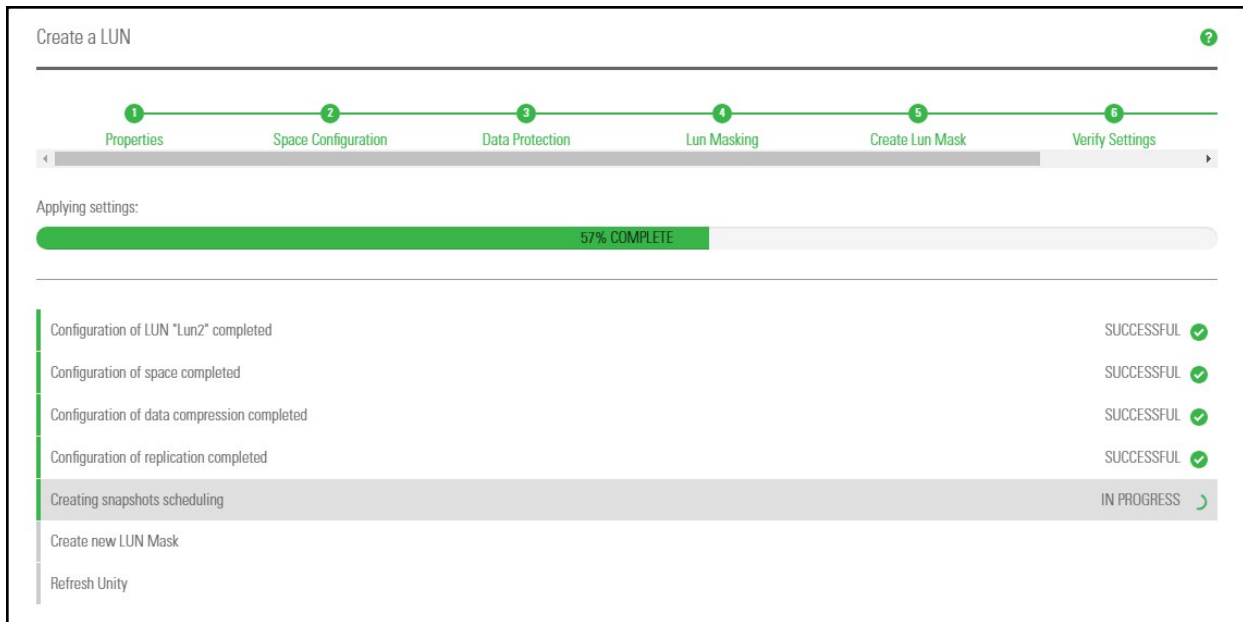 Create a LUN ?
1 2 3 4 5 6
Properties Space Configuration Data Protection Lun Masking Create Lun Mask Verify Settings
Applying settings:
57% COMPLETE
Configuration of LUN "Lun2" completed SUCCESSFUL
Configuration of space completed SUCCESSFUL
Configuration of data compression completed SUCCESSFUL
Configuration of replication completed SUCCESSFUL
Creating snapshots scheduling IN PROGRESS
Create new LUN Mask
Refresh Unity